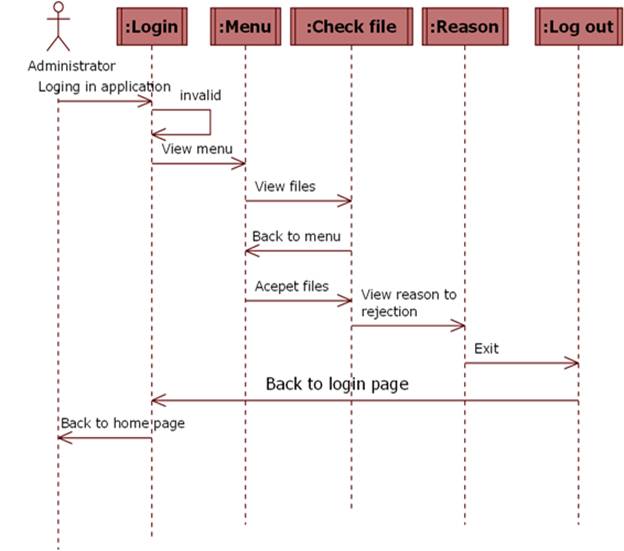 :Login
:Menu
:Check file
:Reason
:Log out
Administrator
Loging in application
invalid
View menu
View files
Back to menu
Acepet files
View reason to
rejection
Exit
Back to login page
Back to home page